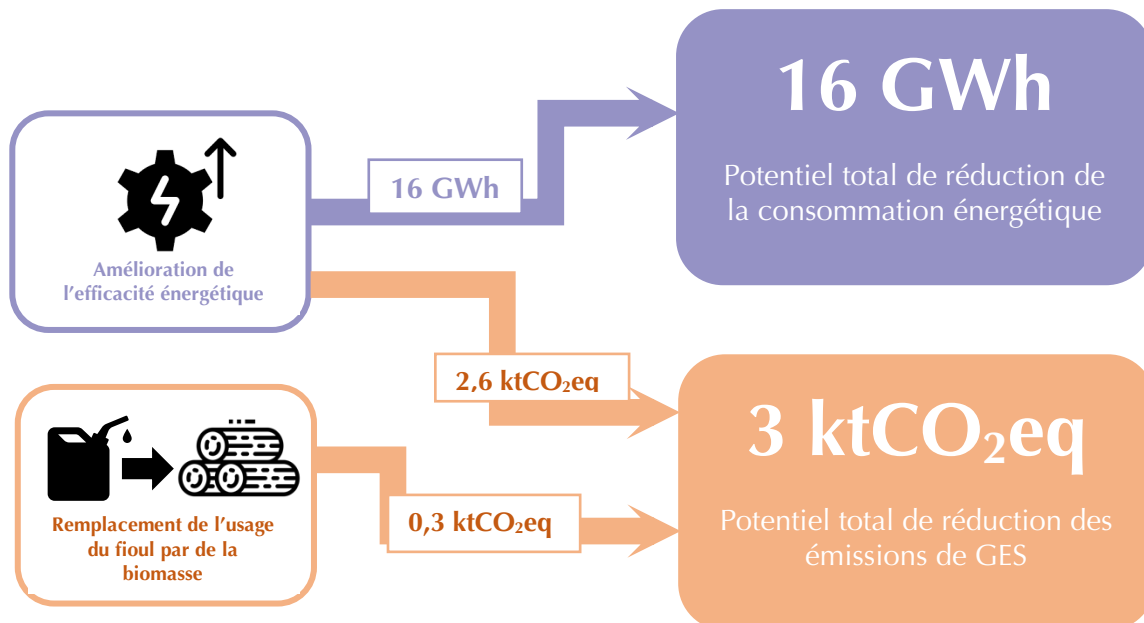 16 GWh
Potentiel total de réduction de
la consommation énergétique
16 GWh
Amélioration de
l’efficacité énergétique
2,6 ktCO₂eq
3 ktCO₂eq
Potentiel total de réduction des
émissions de GES
0,3 ktCO₂eq
Remplacement de l’usage
du fioul par de la
biomasse